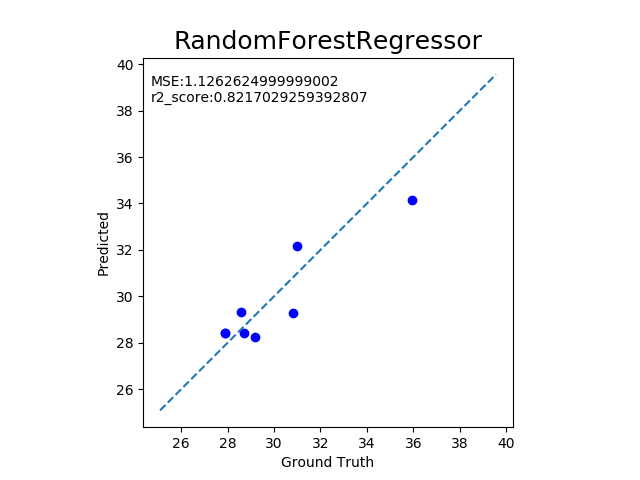 RandomForestRegressor
MSE:1.1262624999999002
r2_score:0.8217029259392807
40
38
36
34
32
30
28
26
Predicted
26 28 30 32 34 36 38 40
Ground Truth